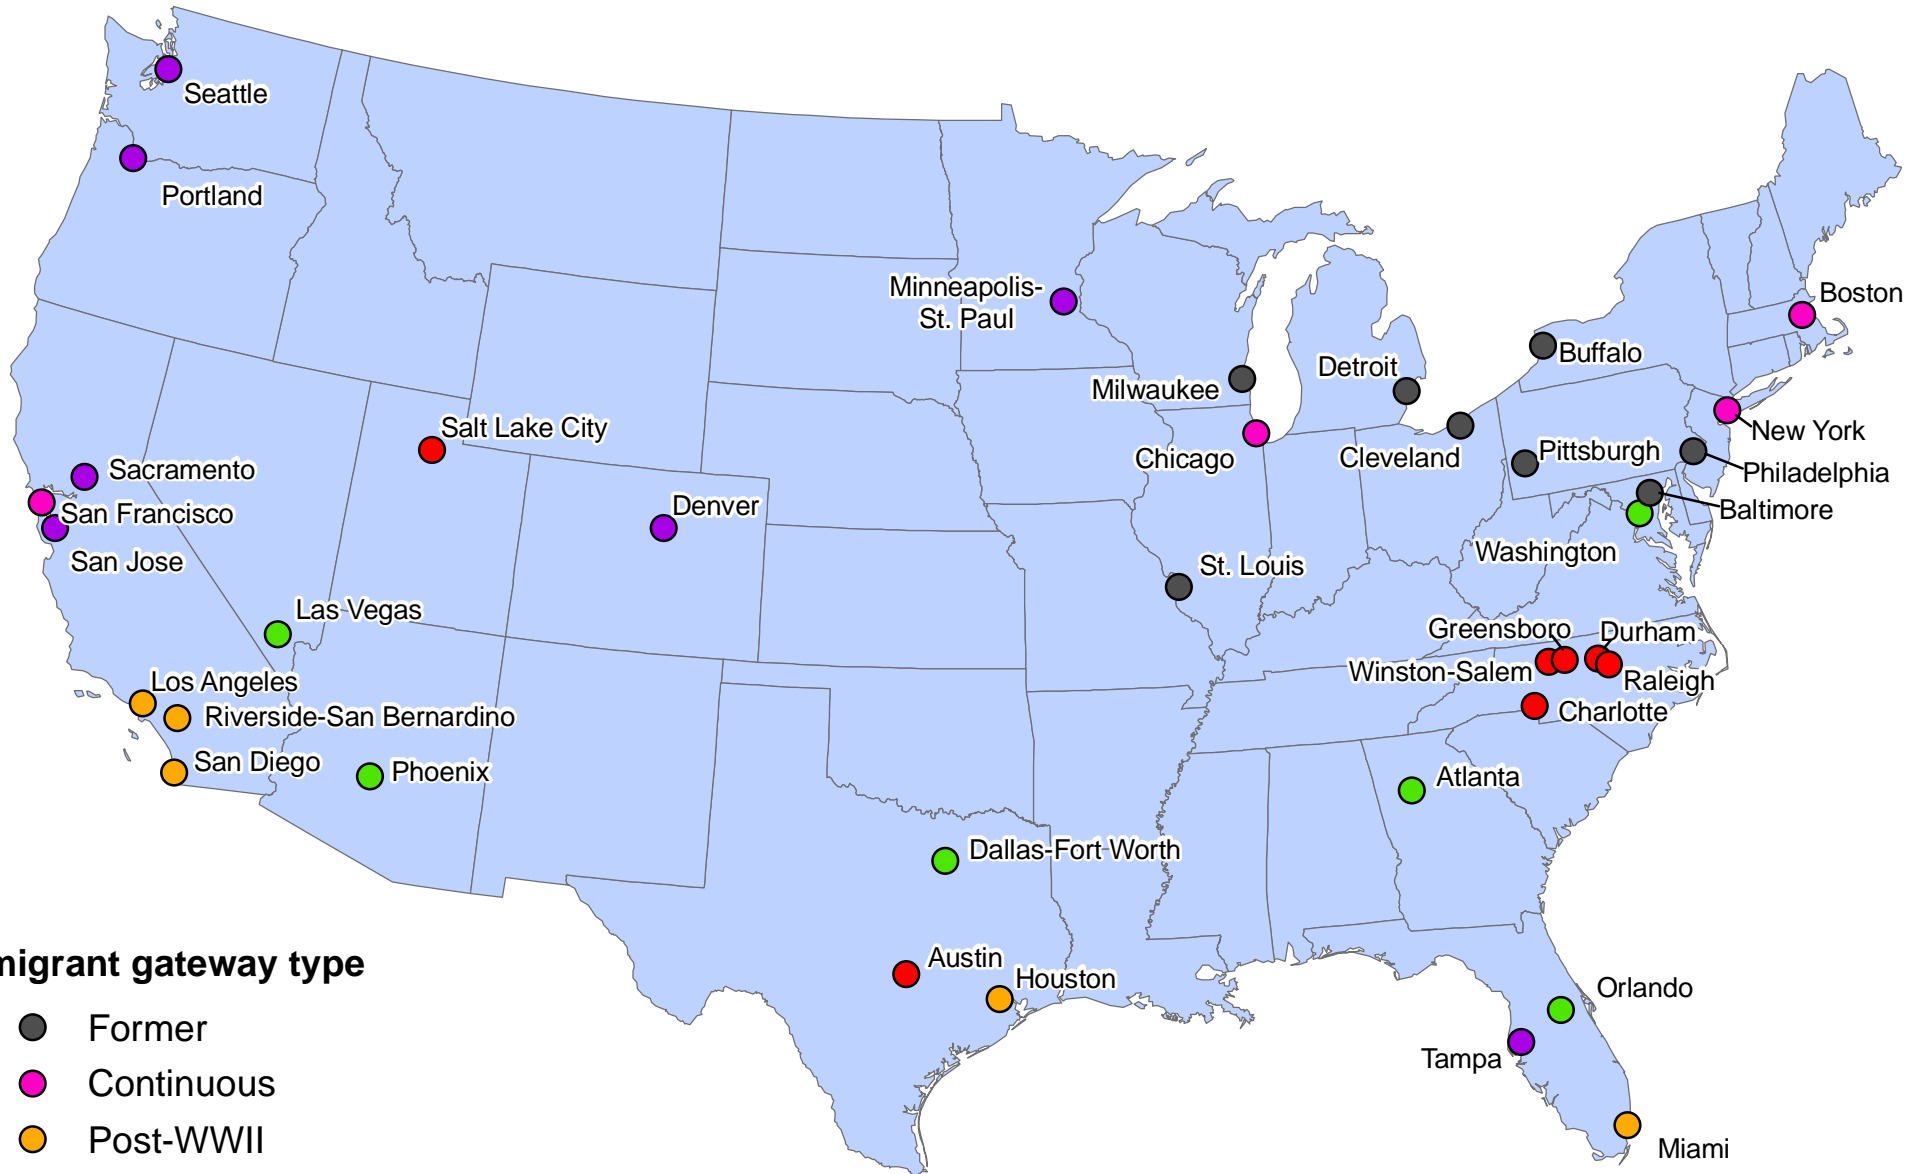 Seattle
Portland
Minneapolis-
St. Paul
Boston
Buffalo
Detroit
Milwaukee
New York
Salt Lake City
Chicago
Cleveland
Pittsburgh
Philadelphia
Sacramento
Denver
Baltimore
San Francisco
San Jose
Washington
St. Louis
Las Vegas
Greensboro
Durham
Winston-Salem
Raleigh
Los Angeles
Charlotte
Riverside-San Bernardino
San Diego
Phoenix
Atlanta
Dallas-Fort Worth
Austin
Houston
Orlando
Tampa
Miami
migrant gateway type
Former
Continuous
Post-WWII